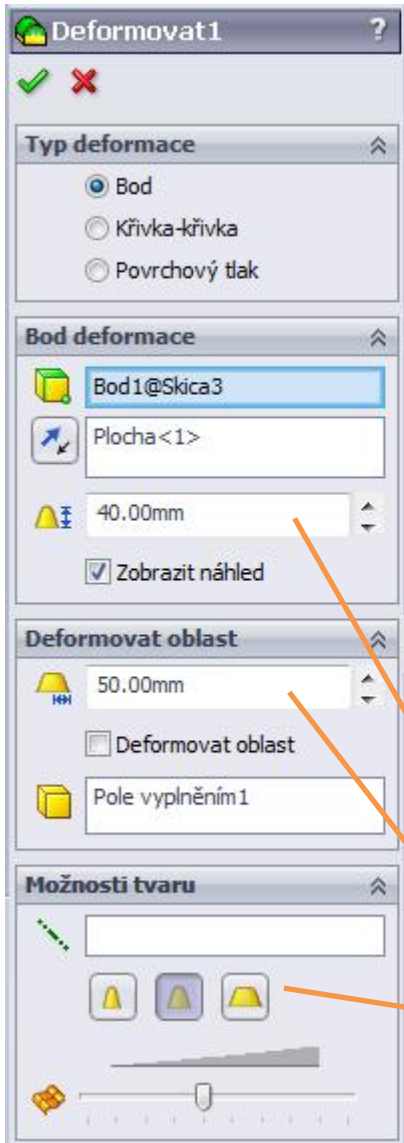 Deformovat1 ?
Typ deformace
Bod
Křivka-křivka
Povrchový tlak
Bod deformace
Bod1@Skica3
Plocha<1>
40.00mm
Zobrazit náhled
Deformovat oblast
50.00mm
Deformovat oblast
Pole vyplněním1
Možnosti tvaru